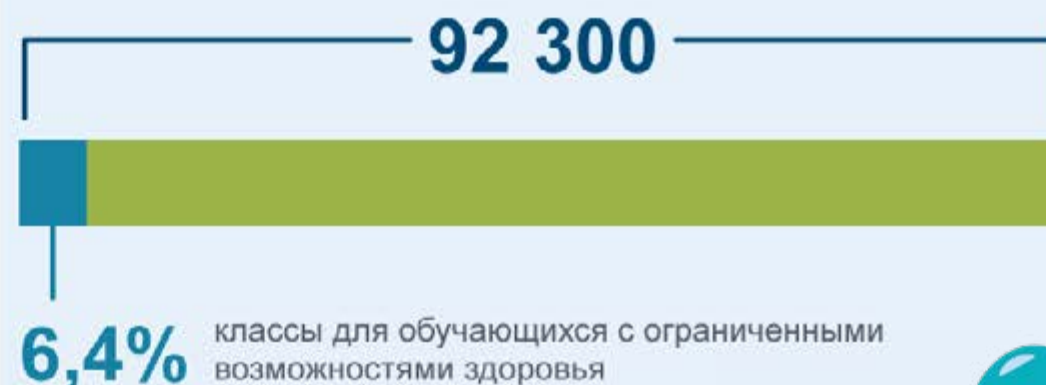 92 300
6,4%
классы для обучающихся с ограниченными
возможностями здоровья